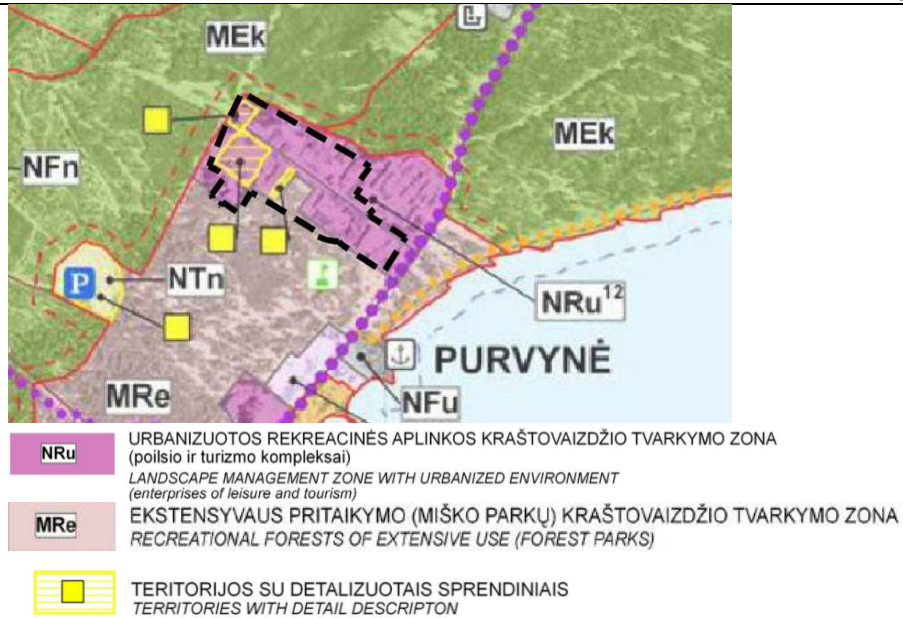 MEk
MEk
NFn
P
NTn
NRu12
PURVYNĖ
MRe
NFu
NRu
URBANIZUOTOS REKREACINĖS APLINKOS KRAŠTOVAIZDŽIO TVARKYMO ZONA
(poilsio ir turizmo kompleksai)
LANDSCAPE MANAGEMENT ZONE WITH URBANIZED ENVIRONMENT
(enterprises of leisure and tourism)
MRe
EKSTENSYVAUS PRITAIKYMO (MIŠKO PARKŲ) KRAŠTOVAIZDŽIO TVARKYMO ZONA
RECREATIONAL FORESTS OF EXTENSIVE USE (FOREST PARKS)
TERITORIJOS SU DETALIZUOTAIS SPRENDINIAIS
TERRITORIES WITH DETAIL DESCRIPTON